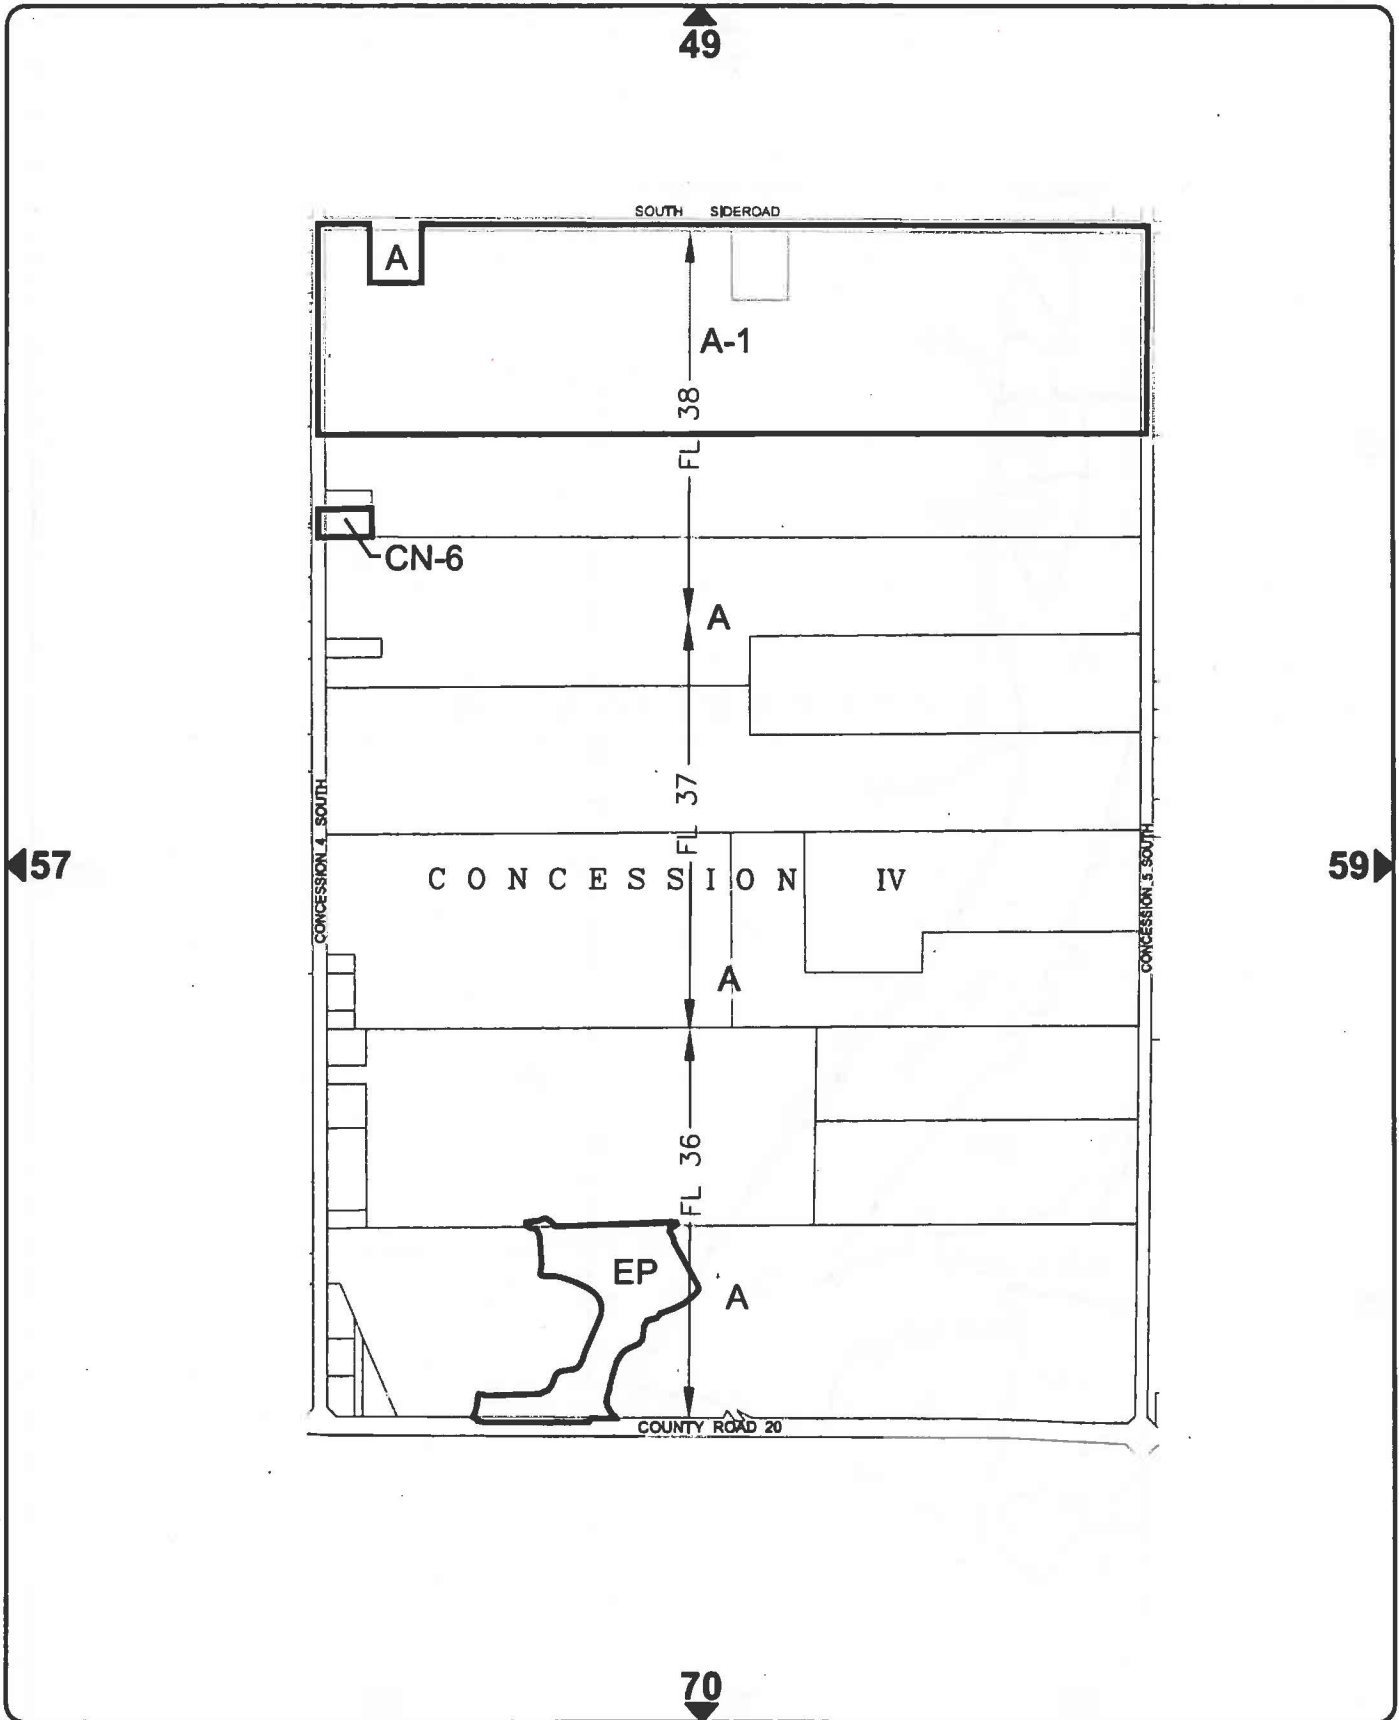 49
SOUTH SIDEROAD
A
A-1
FL 38
CN-6
A
FL 37
CONCESSION 4 SOUTH
57
CONCESSION IV
59
CONCESSION 5 SOUTH
A
FL 36
EP
A
COUNTY ROAD 20
70